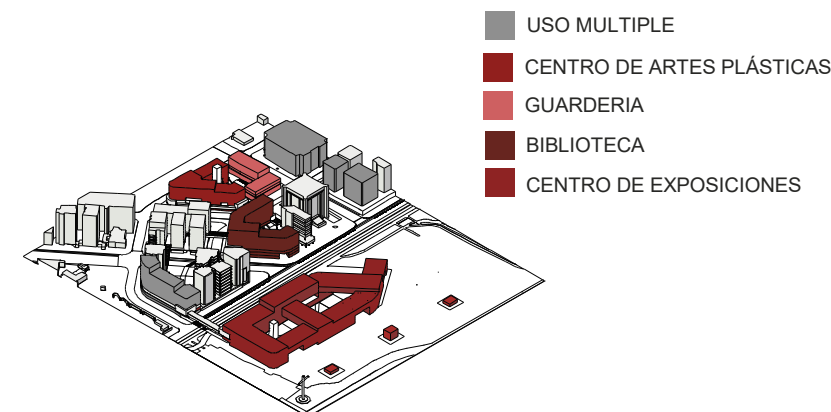 USO MULTIPLE
CENTRO DE ARTES PLÁSTICAS
GUARDERIA
BIBLIOTECA
CENTRO DE EXPOSICIONES